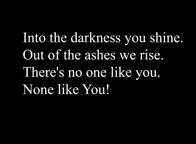 Into the darkness you shine.
Out of the ashes we rise.
There's no one like you.
None like You!